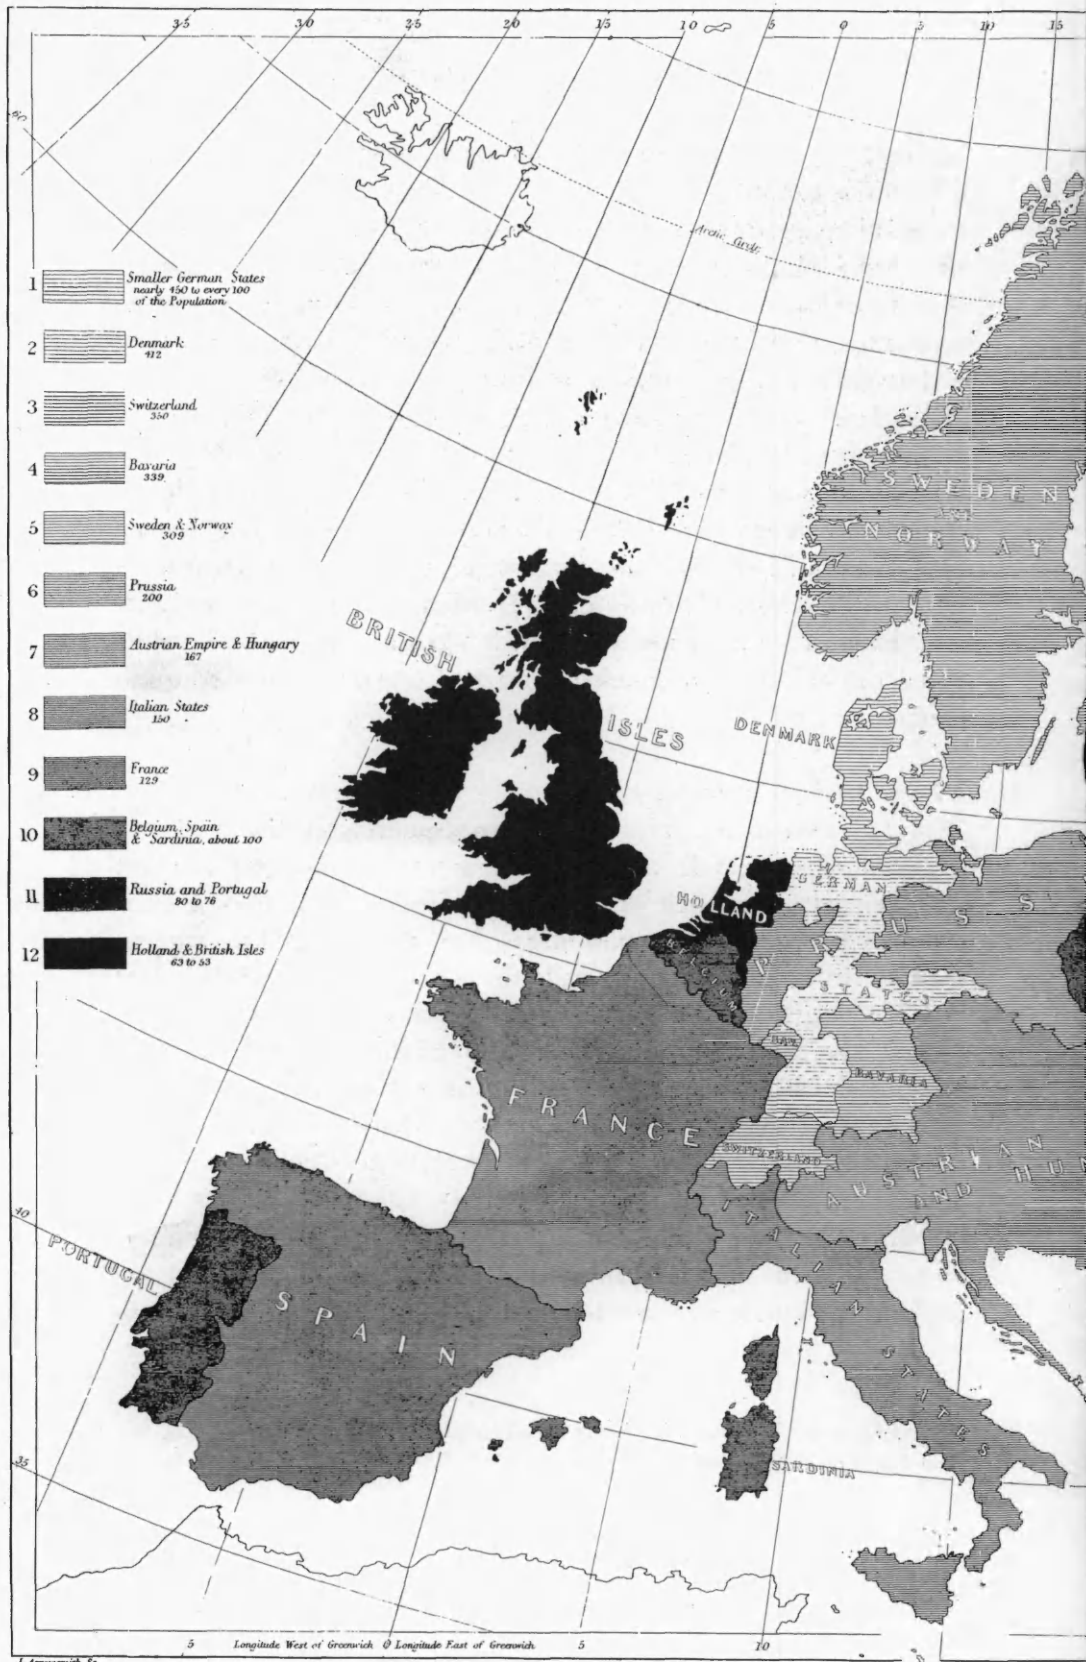 35 30 25 20 15 10 5 0 5 10 15
60
Arctic Circle
1 Smaller German States
nearly 450 to every 100
of the Population
2 Denmark
412
3 Switzerland
350
4 Bavaria
339
5 Sweden & Norway
309
6 Prussia
200
7 Austrian Empire & Hungary
167
8 Italian States
150
9 France
129
10 Belgium, Spain
& Sardinia, about 100
11 Russia and Portugal
80 to 76
12 Holland & British Isles
63 to 53
SWEDEN
AND
NORWAY
BRITISH
ISLES
DENMARK
GERMAN
HOLLAND
BELGIUM
PRUSS
STATES
BAV.
BAVARIA
FRANCE
SWITZERLAND
AUSTRIAN
AND HUN
ITALIAN STATES
40
PORTUGAL
SPAIN
SARDINIA
35
5 Longitude West of Greenwich 0 Longitude East of Greenwich 5 10